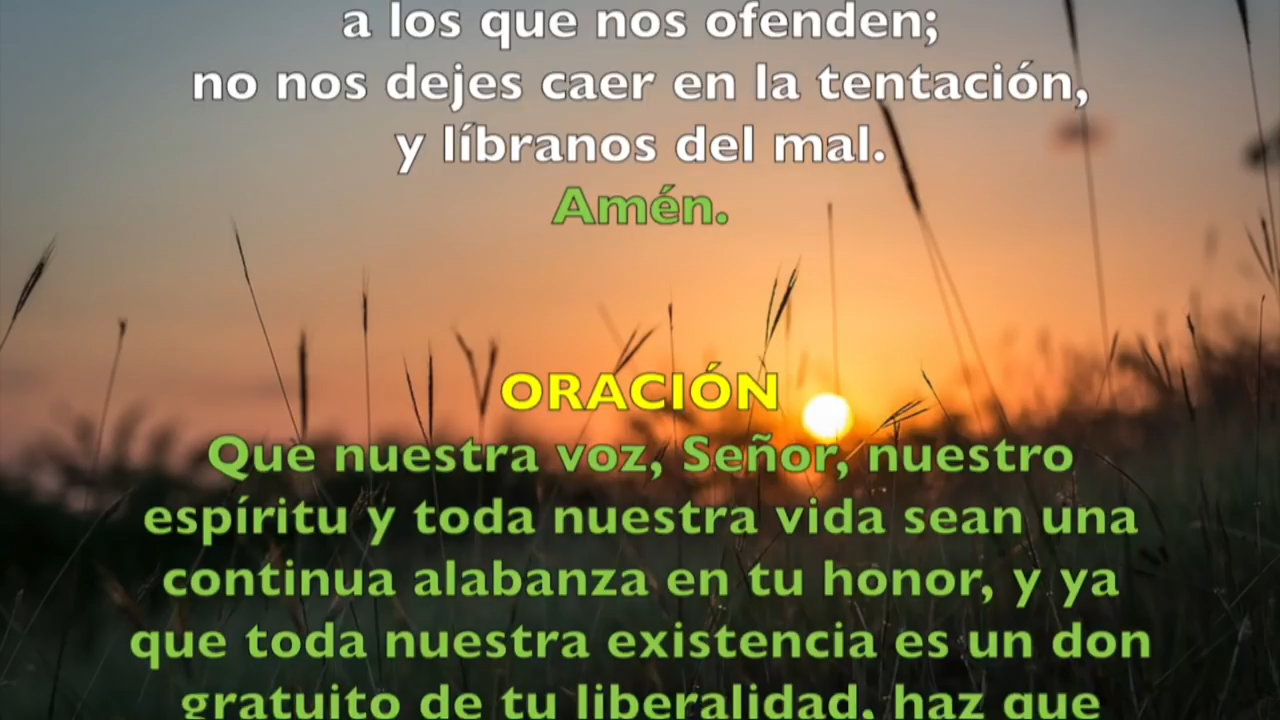 a los que nos ofenden;
no nos dejes caer en la tentación,
y líbranos del mal.
Amén.
ORACIÓN
Que nuestra voz, Señor, nuestro
espíritu y toda nuestra vida sean una
continua alabanza en tu honor, y ya
que toda nuestra existencia es un don
gratuito de tu liberalidad, haz que